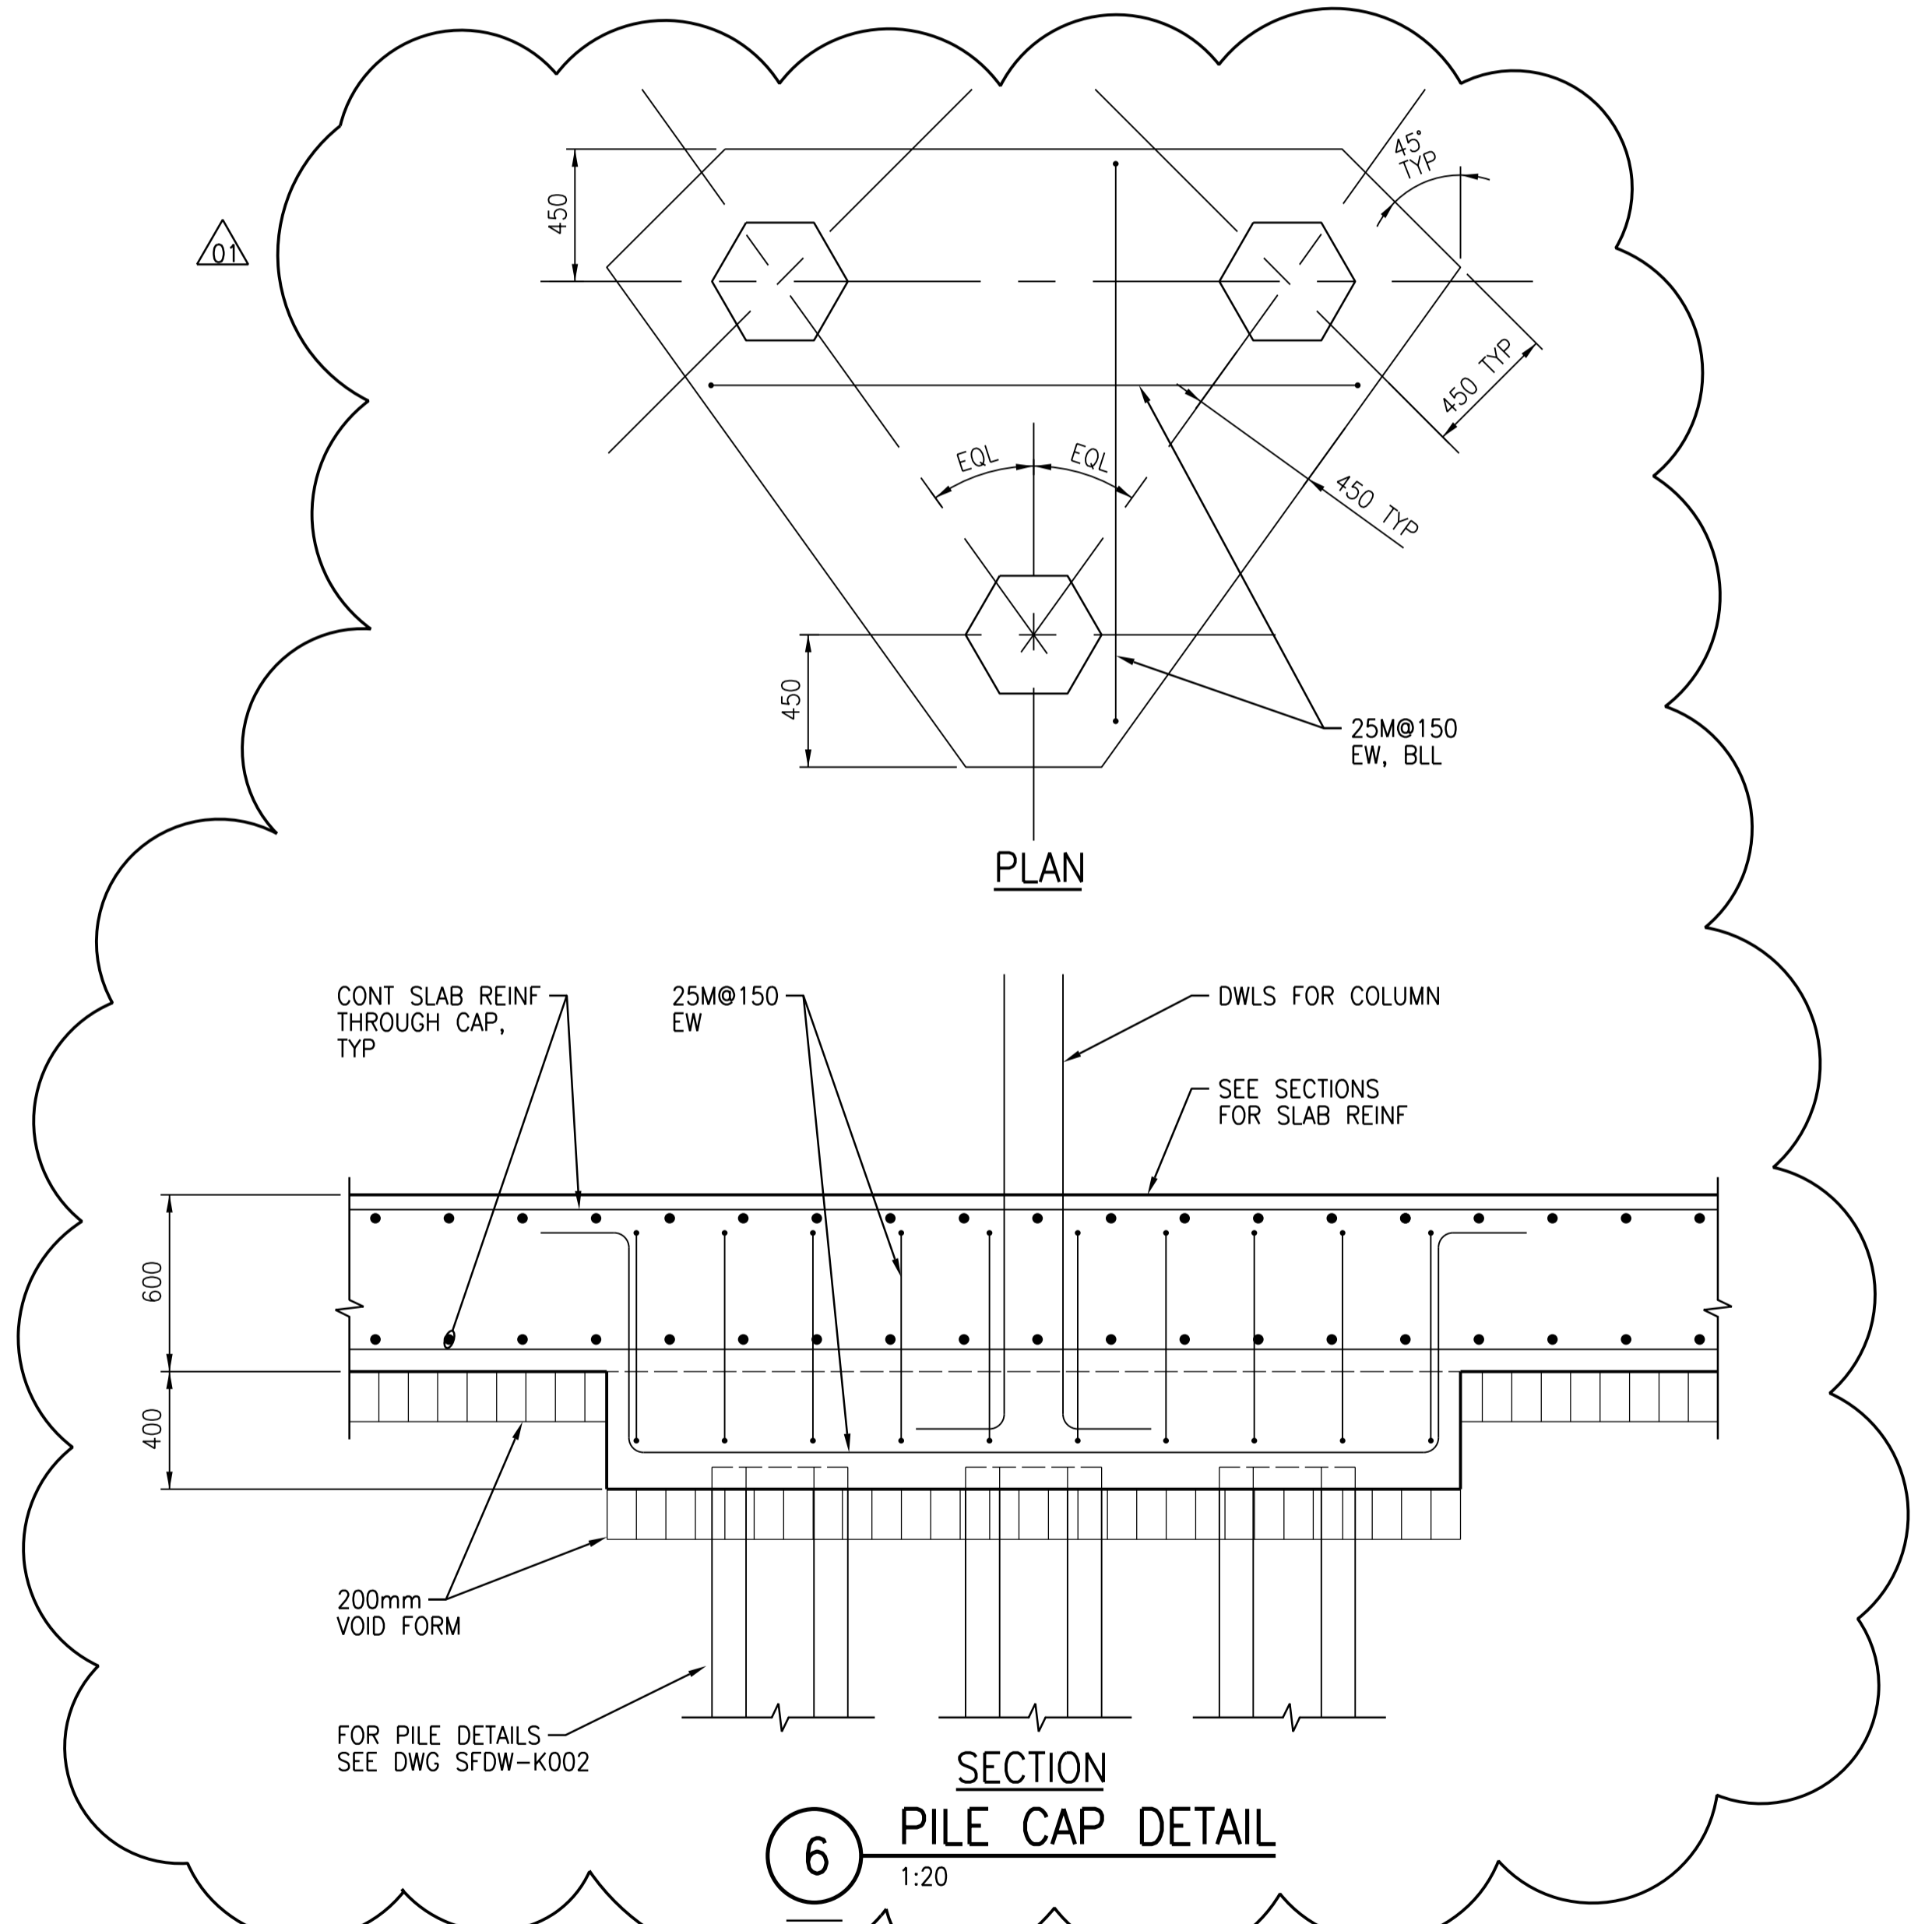 01
450
45°
TYP
450 TYP
EQL
EQL
450 TYP
450
25M@150
EW, BLL
PLAN
CONT SLAB REINF
THROUGH CAP,
TYP
25M@150
EW
DWLS FOR COLUMN
SEE SECTIONS
FOR SLAB REINF
600
400
200mm
VOID FORM
FOR PILE DETAILS
SEE DWG SFDW-K002
SECTION
6
PILE CAP DETAIL
1:20